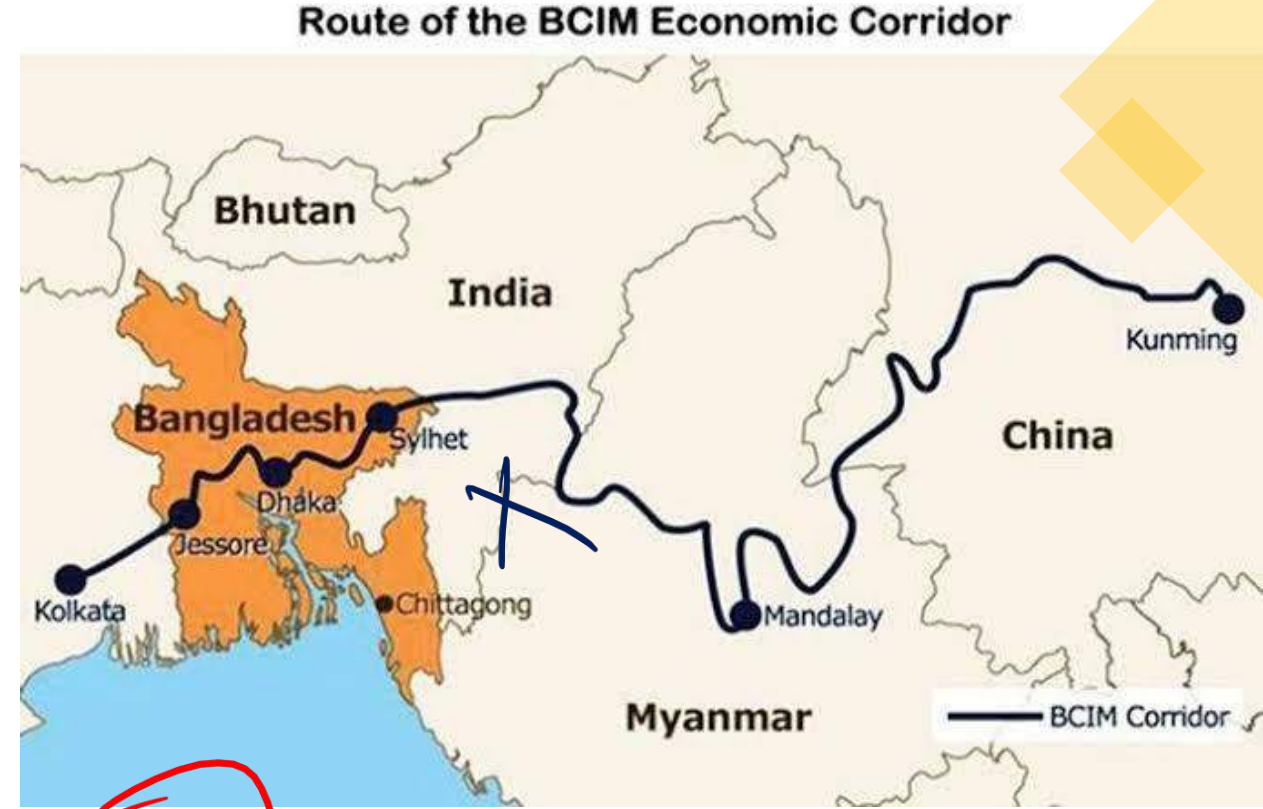 Route of the BCIM Economic Corridor
Bhutan
India
Kunming
Bangladesh
Sylhet
China
Dhaka
Jessore
Kolkata
Chittagong
Mandalay
Myanmar
BCIM Corridor